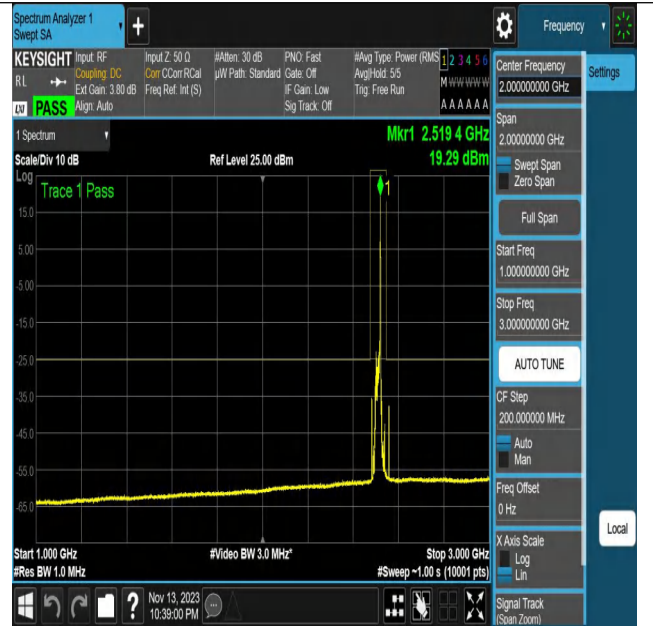 Spectrum Analyzer 1
Swept SA
+
Frequency
KEYSIGHT
RL
LXI
PASS
Input: RF
Coupling: DC
Ext Gain: 3.80 dB
Align: Auto
Input Z: 50 Ω
Corr CCorr RCal
Freq Ref: Int (S)
#Atten: 30 dB
µW Path: Standard
PNO: Fast
Gate: Off
IF Gain: Low
Sig Track: Off
#Avg Type: Power (RMS
Avg|Hold: 5/5
Trig: Free Run
1 2 3 4 5 6
M W W W W W
A A A A A A
1 Spectrum
Scale/Div 10 dB
Ref Level 25.00 dBm
Mkr1 2.519 4 GHz
19.29 dBm
Log
Trace 1 Pass
1
15.0
5.00
-5.00
-15.0
-25.0
-35.0
-45.0
-55.0
-65.0
Start 1.000 GHz
#Res BW 1.0 MHz
#Video BW 3.0 MHz*
Stop 3.000 GHz
#Sweep ~1.00 s (10001 pts)
?
Nov 13, 2023
10:39:00 PM
Center Frequency
2.000000000 GHz
Span
2.00000000 GHz
Swept Span
Zero Span
Full Span
Start Freq
1.000000000 GHz
Stop Freq
3.000000000 GHz
AUTO TUNE
CF Step
200.000000 MHz
Auto
Man
Freq Offset
0 Hz
X Axis Scale
Log
Lin
Signal Track
(Span Zoom)
Settings
Local